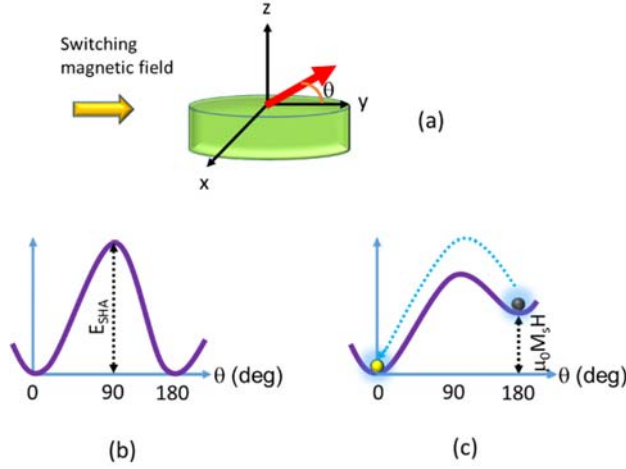 z
Switching
magnetic field
θ
y
(a)
x
E_SHA
θ (deg)
0
90
180
(b)
μ₀MₛH
θ (deg)
0
90
180
(c)